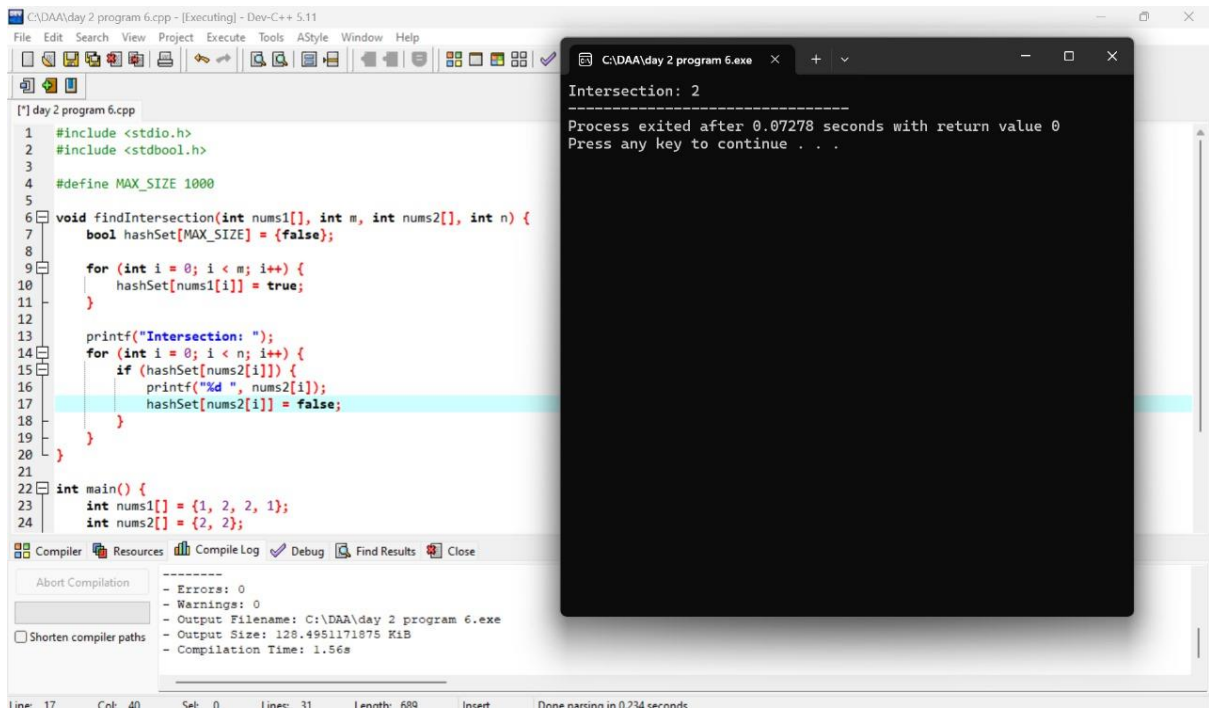 C:\DAA\day 2 program 6.cpp - [Executing] - Dev-C++ 5.11
File Edit Search View Project Execute Tools AStyle Window Help
[*] day 2 program 6.cpp
1 #include <stdio.h>
2 #include <stdbool.h>
3
4 #define MAX_SIZE 1000
5
6 void findIntersection(int nums1[], int m, int nums2[], int n) {
7 bool hashSet[MAX_SIZE] = {false};
8
9 for (int i = 0; i < m; i++) {
10 hashSet[nums1[i]] = true;
11 }
12
13 printf("Intersection: ");
14 for (int i = 0; i < n; i++) {
15 if (hashSet[nums2[i]]) {
16 printf("%d ", nums2[i]);
17 hashSet[nums2[i]] = false;
18 }
19 }
20 }
21
22 int main() {
23 int nums1[] = {1, 2, 2, 1};
24 int nums2[] = {2, 2};
C:\DAA\day 2 program 6.exe
Intersection: 2
--------------------------------
Process exited after 0.07278 seconds with return value 0
Press any key to continue . . .
Compiler Resources Compile Log Debug Find Results Close
Abort Compilation
Shorten compiler paths
--------
- Errors: 0
- Warnings: 0
- Output Filename: C:\DAA\day 2 program 6.exe
- Output Size: 128.4951171875 KiB
- Compilation Time: 1.56s
Line: 17 Col: 40 Sel: 0 Lines: 31 Length: 689 Insert Done parsing in 0.234 seconds